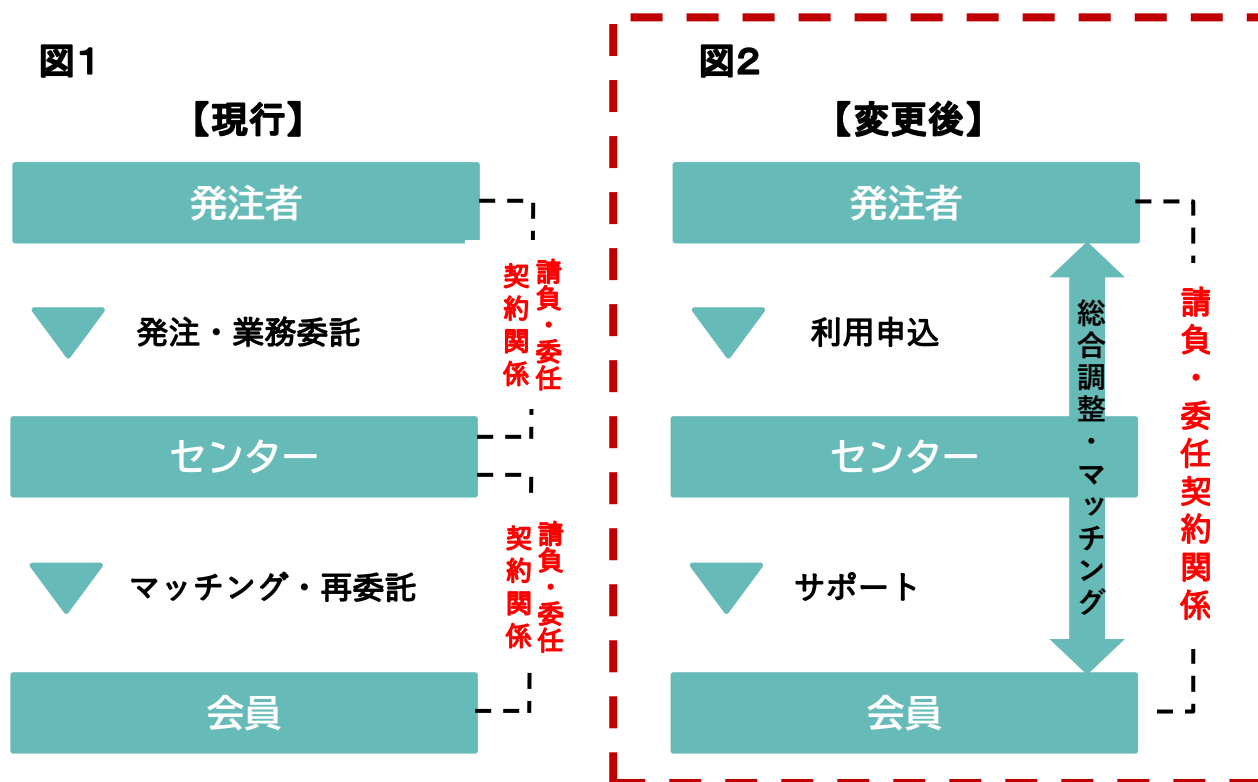 図1
【現行】
発注者
発注・業務委託
請負・委任
契約関係
センター
マッチング・再委託
請負・委任
契約関係
会員
図2
【変更後】
発注者
利用申込
センター
サポート
会員
総合調整・マッチング
請負・委任契約関係